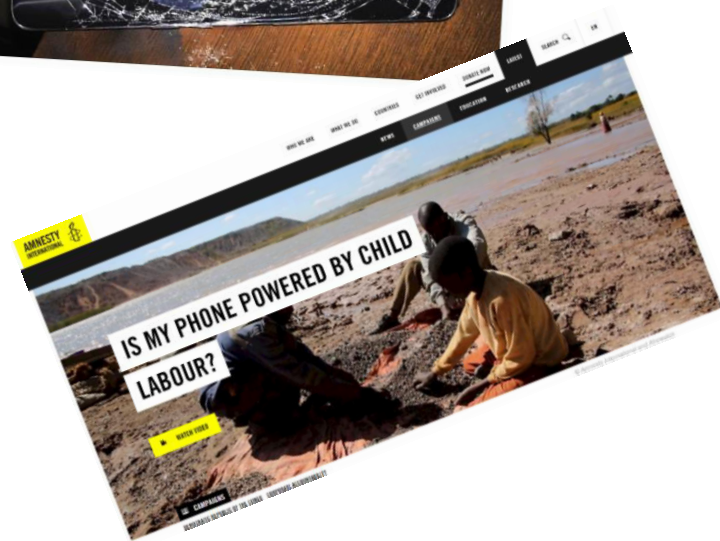 SEARCH
EN
WHO WE ARE
WHAT WE DO
COUNTRIES
GET INVOLVED
DONATE NOW
LATEST
NEWS
CAMPAIGNS
EDUCATION
RESEARCH
AMNESTY
INTERNATIONAL
IS MY PHONE POWERED BY CHILD
LABOUR?
WATCH VIDEO
CAMPAIGNS